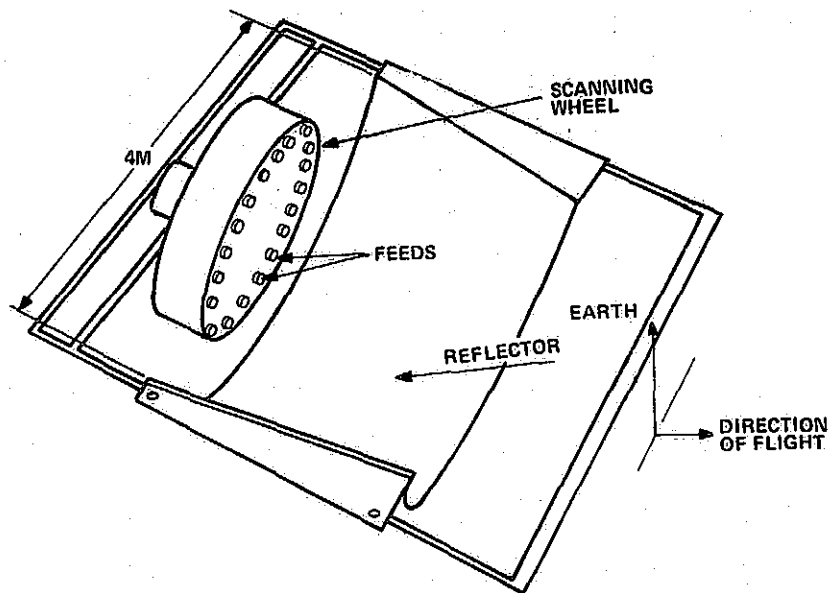 SCANNING
WHEEL
4M
FEEDS
EARTH
REFLECTOR
DIRECTION
OF FLIGHT